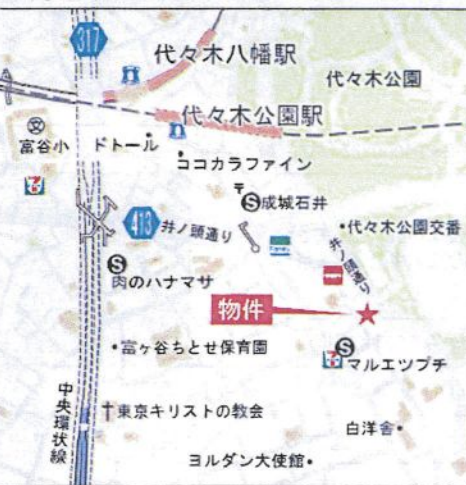 317
代々木八幡駅
代々木公園
代々木公園駅
富谷小
ドトール
ココカラファイン
S成城石井
413
井ノ頭通り
・代々木公園交番
井ノ頭通り
S
肉のハナマサ
物件
・富ヶ谷ちとせ保育園
S
マルエツプチ
中央環状線
東京キリストの教会
白洋舎・
ヨルダン大使館・